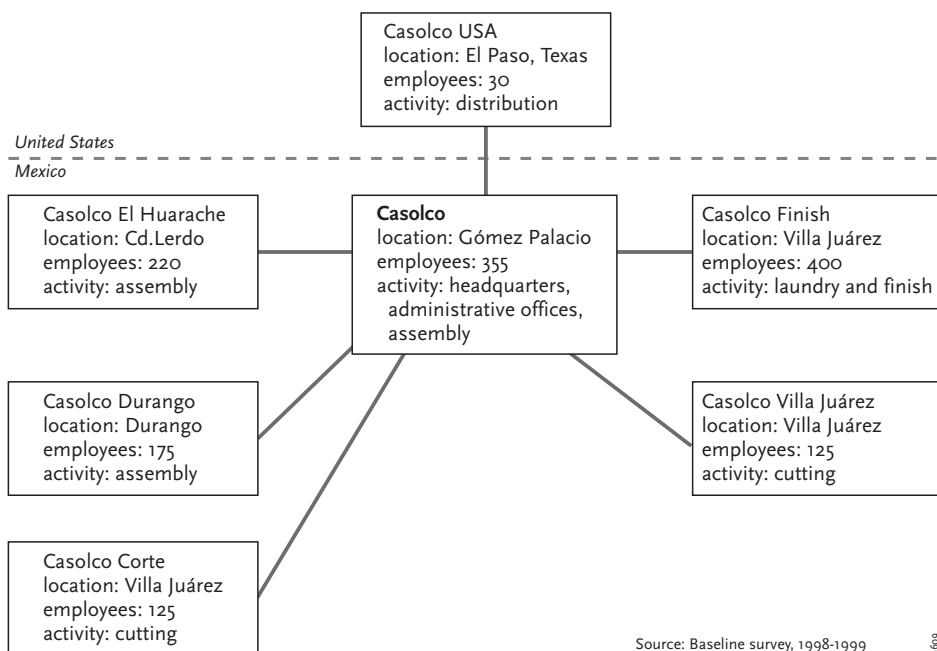 Casolco USA
location: El Paso, Texas
employees: 30
activity: distribution
United States
Mexico
Casolco El Huarache
location: Cd.Lerdo
employees: 220
activity: assembly
Casolco
location: Gómez Palacio
employees: 355
activity: headquarters,
administrative offices,
assembly
Casolco Finish
location: Villa Juárez
employees: 400
activity: laundry and finish
Casolco Durango
location: Durango
employees: 175
activity: assembly
Casolco Villa Juárez
location: Villa Juárez
employees: 125
activity: cutting
Casolco Corte
location: Villa Juárez
employees: 125
activity: cutting
Source: Baseline survey, 1998-1999